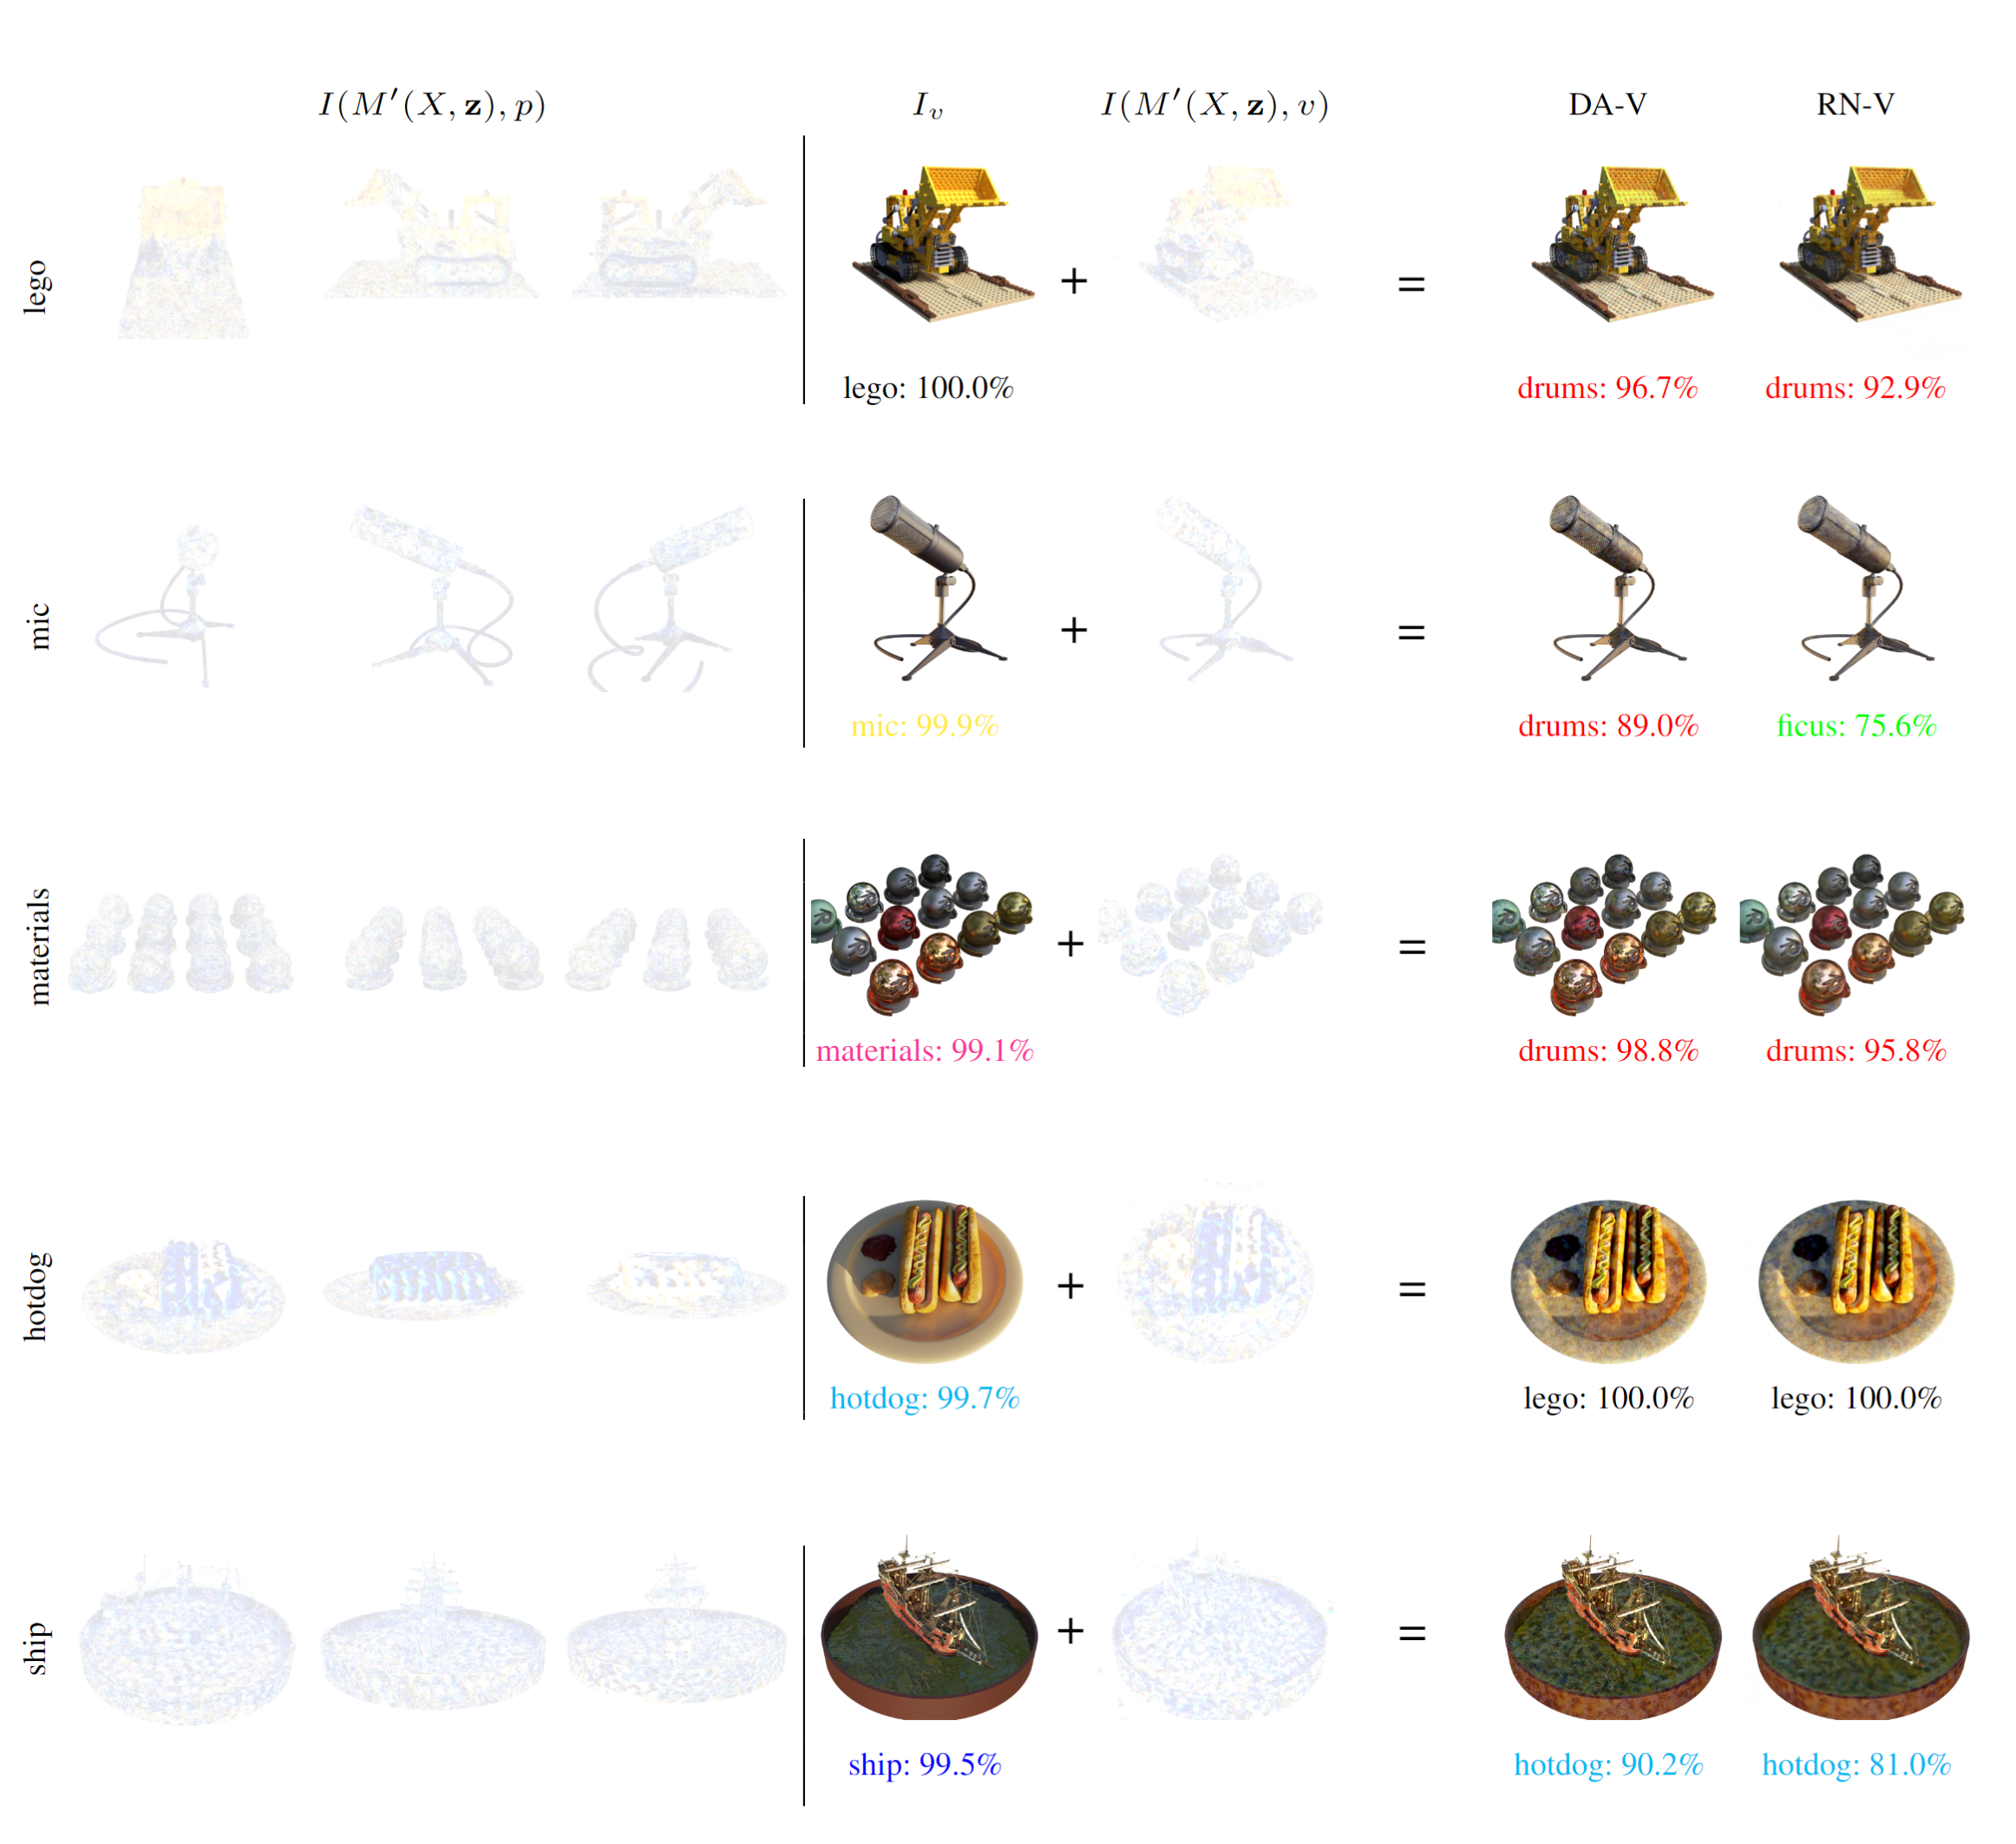 I(M′(X, z), p) I_v I(M′(X, z), v) DA-V RN-V
lego + =
lego: 100.0% drums: 96.7% drums: 92.9%
mic + =
mic: 99.9% drums: 89.0% ficus: 75.6%
materials + =
materials: 99.1% drums: 98.8% drums: 95.8%
hotdog + =
hotdog: 99.7% lego: 100.0% lego: 100.0%
ship + =
ship: 99.5% hotdog: 90.2% hotdog: 81.0%